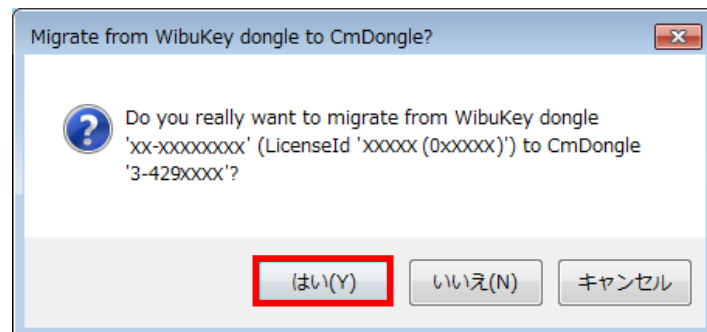 Migrate from WibuKey dongle to CmDongle?
Do you really want to migrate from WibuKey dongle
'xx-xxxxxxxx' (LicenseId 'xxxxx (0xxxxx)') to CmDongle
'3-429xxxx'?
はい(Y)
いいえ(N)
キャンセル